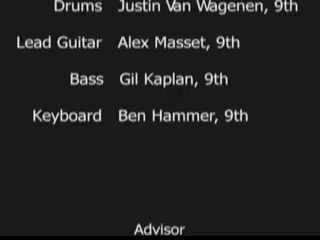 Drums Justin Van Wagenen, 9th
Lead Guitar Alex Masset, 9th
Bass Gil Kaplan, 9th
Keyboard Ben Hammer, 9th
Advisor